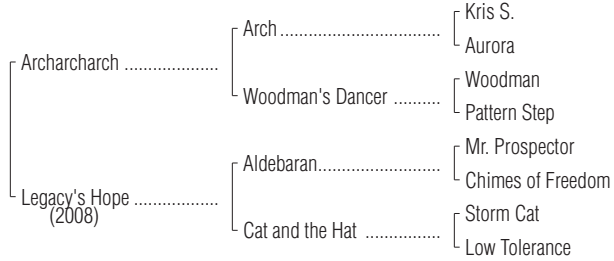 Kris S.
Arch ........................................
Aurora
Archarcharch .......................
Woodman
Woodman's Dancer ............
Pattern Step
Mr. Prospector
Aldebaran...............................
Chimes of Freedom
Legacy's Hope .....................
(2008)
Storm Cat
Cat and the Hat ...................
Low Tolerance